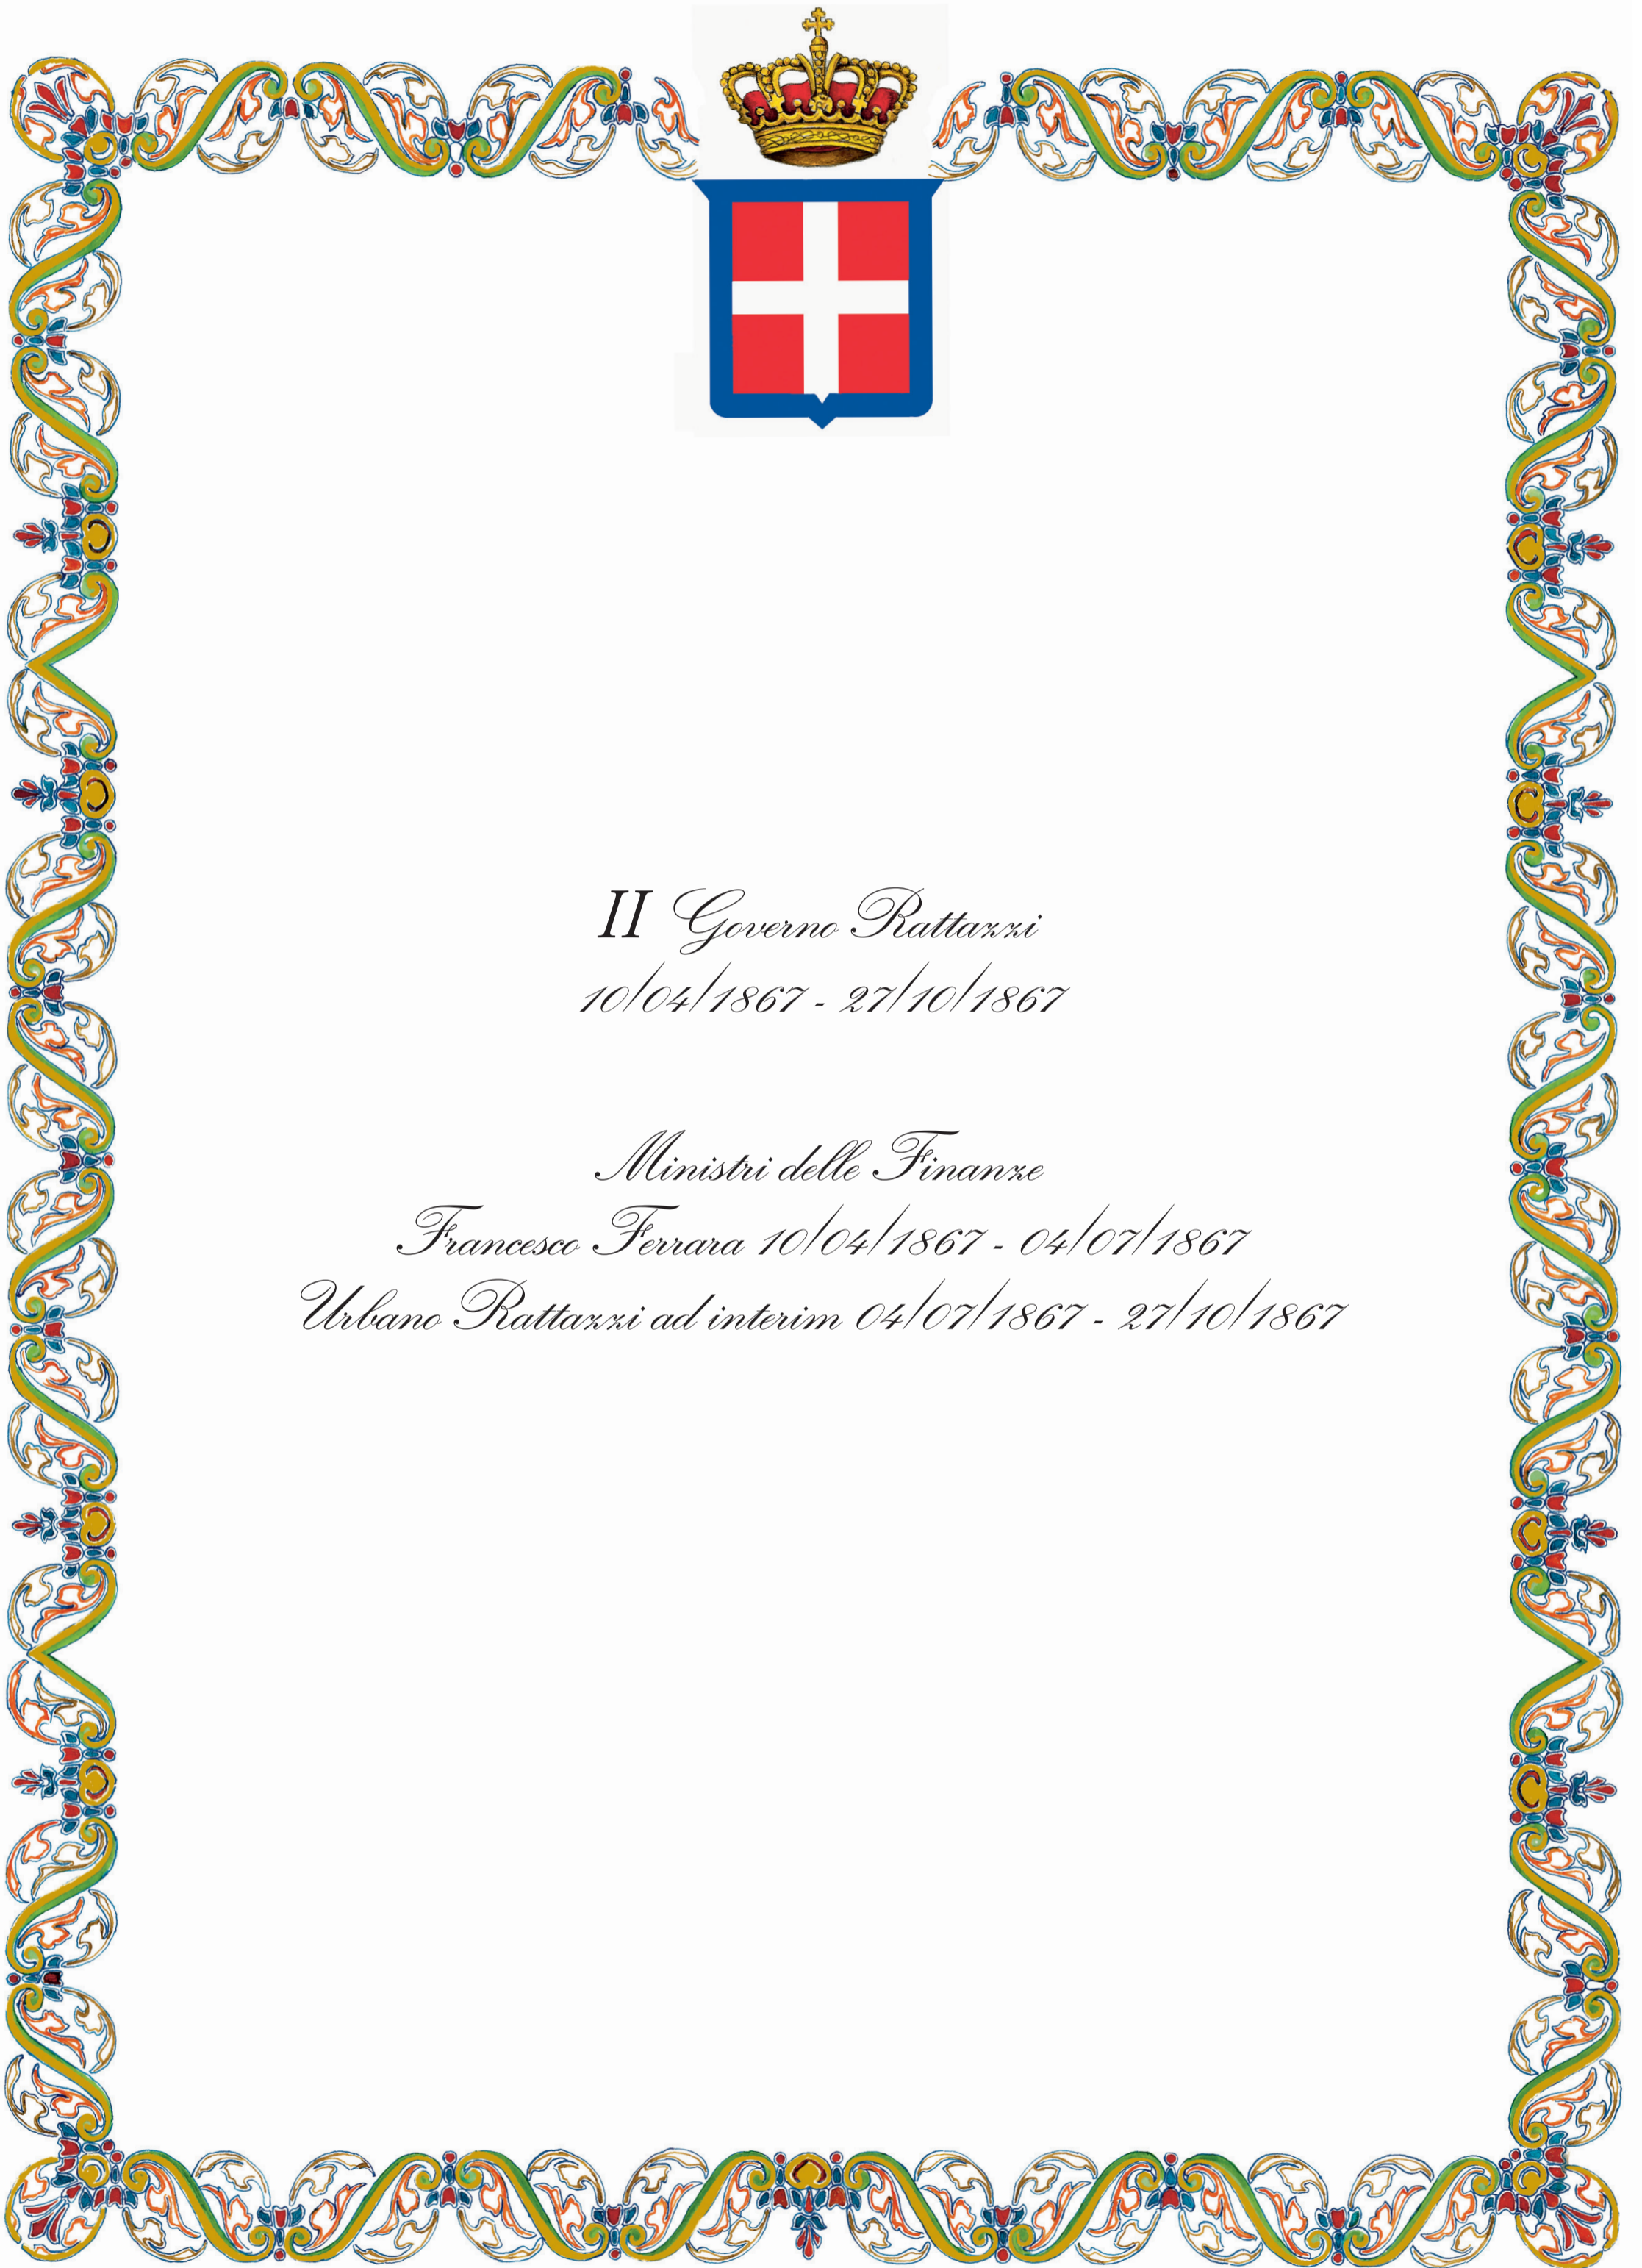 II Governo Rattazzi
10/04/1867 - 27/10/1867
Ministri delle Finanze
Francesco Ferrara 10/04/1867 - 04/07/1867
Urbano Rattazzi ad interim 04/07/1867 - 27/10/1867